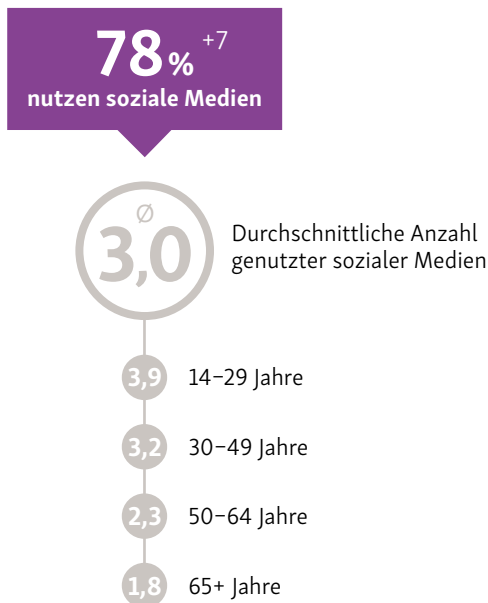 78% +7
nutzen soziale Medien
Ø
3,0
Durchschnittliche Anzahl
genutzter sozialer Medien
3,9 14–29 Jahre
3,2 30–49 Jahre
2,3 50–64 Jahre
1,8 65+ Jahre